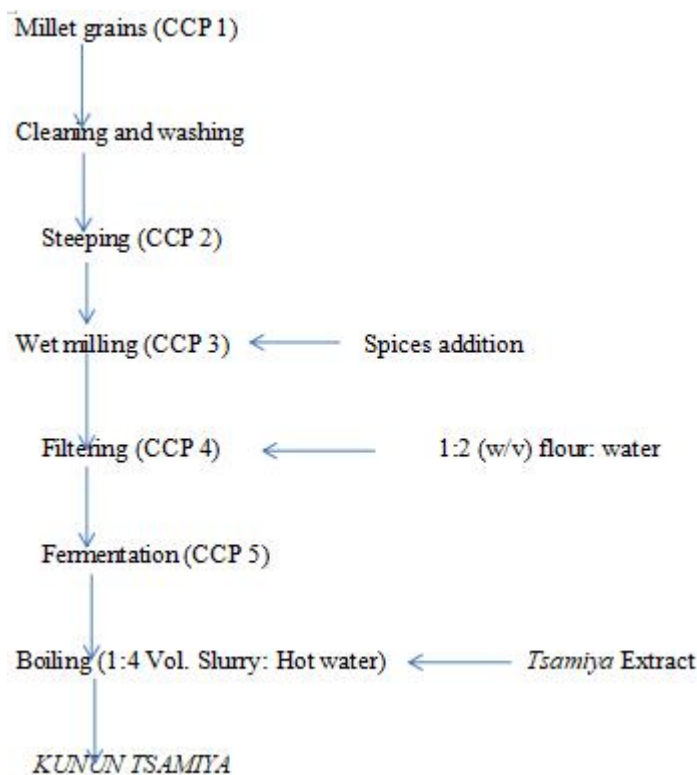 Millet grains (CCP 1)
Cleaning and washing
Steeping (CCP 2)
Wet milling (CCP 3) Spices addition
Filtering (CCP 4) 1:2 (w/v) flour: water
Fermentation (CCP 5)
Boiling (1:4 Vol. Slurry: Hot water) Tsamiya Extract
KUNUN TSAMIYA